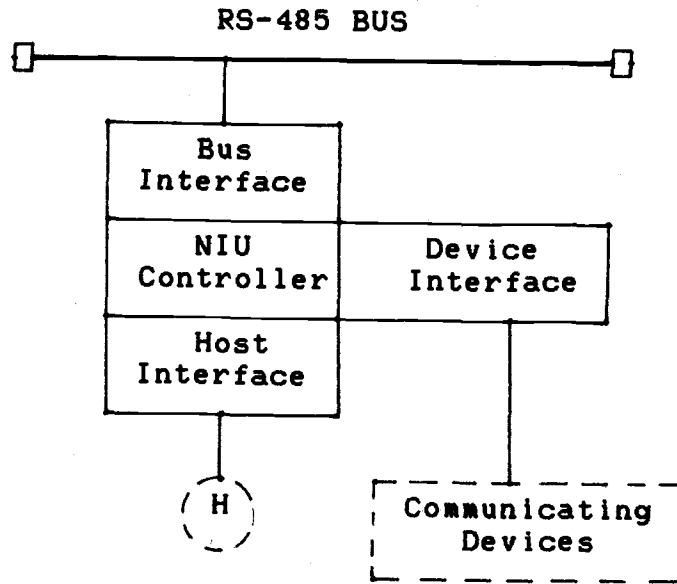 RS-485 BUS
Bus
Interface
NIU
Controller
Device
Interface
Host
Interface
H
Communicating
Devices